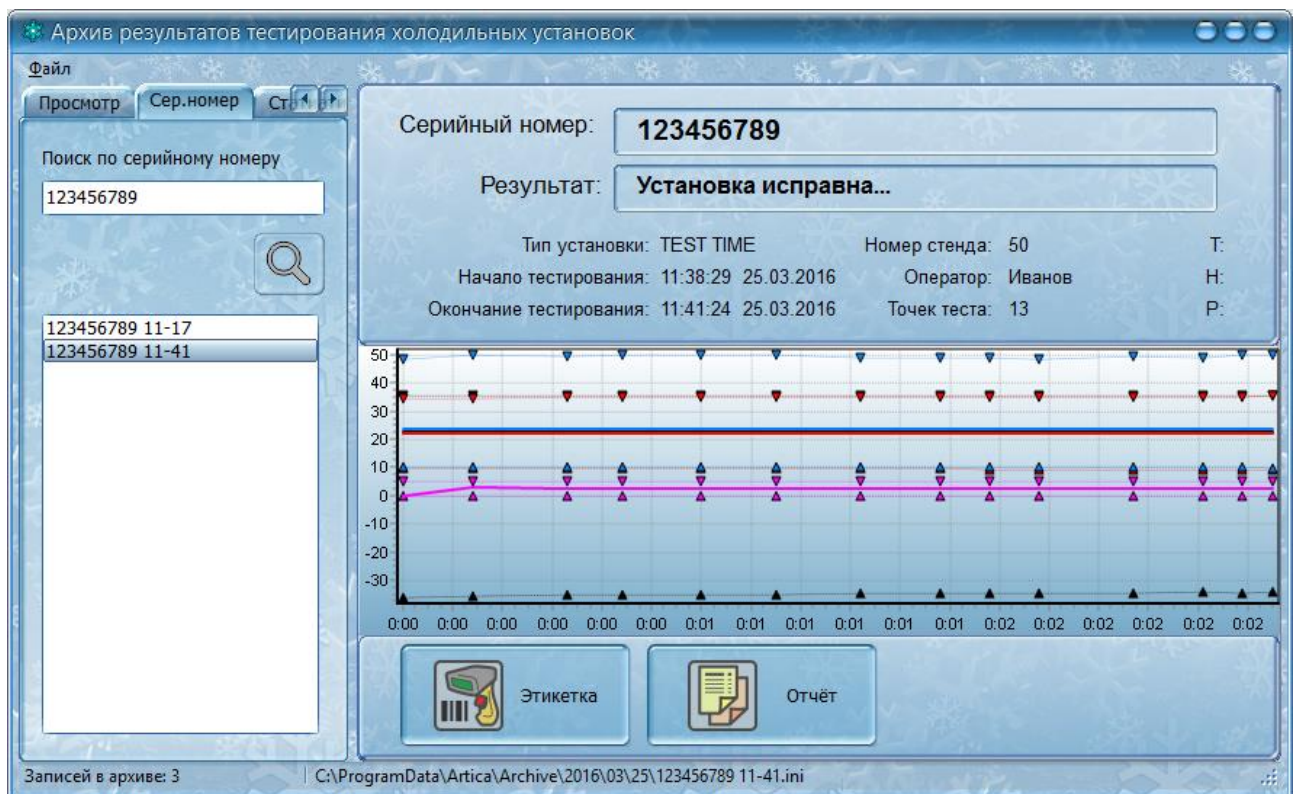 Архив результатов тестирования холодильных установок
Файл
Просмотр Сер.номер Ст
Поиск по серийному номеру
123456789
123456789 11-17
123456789 11-41
Серийный номер: 123456789
Результат: Установка исправна...
Тип установки: TEST TIME Номер стенда: 50 T:
Начало тестирования: 11:38:29 25.03.2016 Оператор: Иванов H:
Окончание тестирования: 11:41:24 25.03.2016 Точек теста: 13 P:
50
40
30
20
10
0
-10
-20
-30
0:00 0:00 0:00 0:00 0:00 0:00 0:01 0:01 0:01 0:01 0:01 0:01 0:02 0:02 0:02 0:02 0:02 0:02
Этикетка Отчёт
Записей в архиве: 3 C:\ProgramData\Artica\Archive\2016\03\25\123456789 11-41.ini